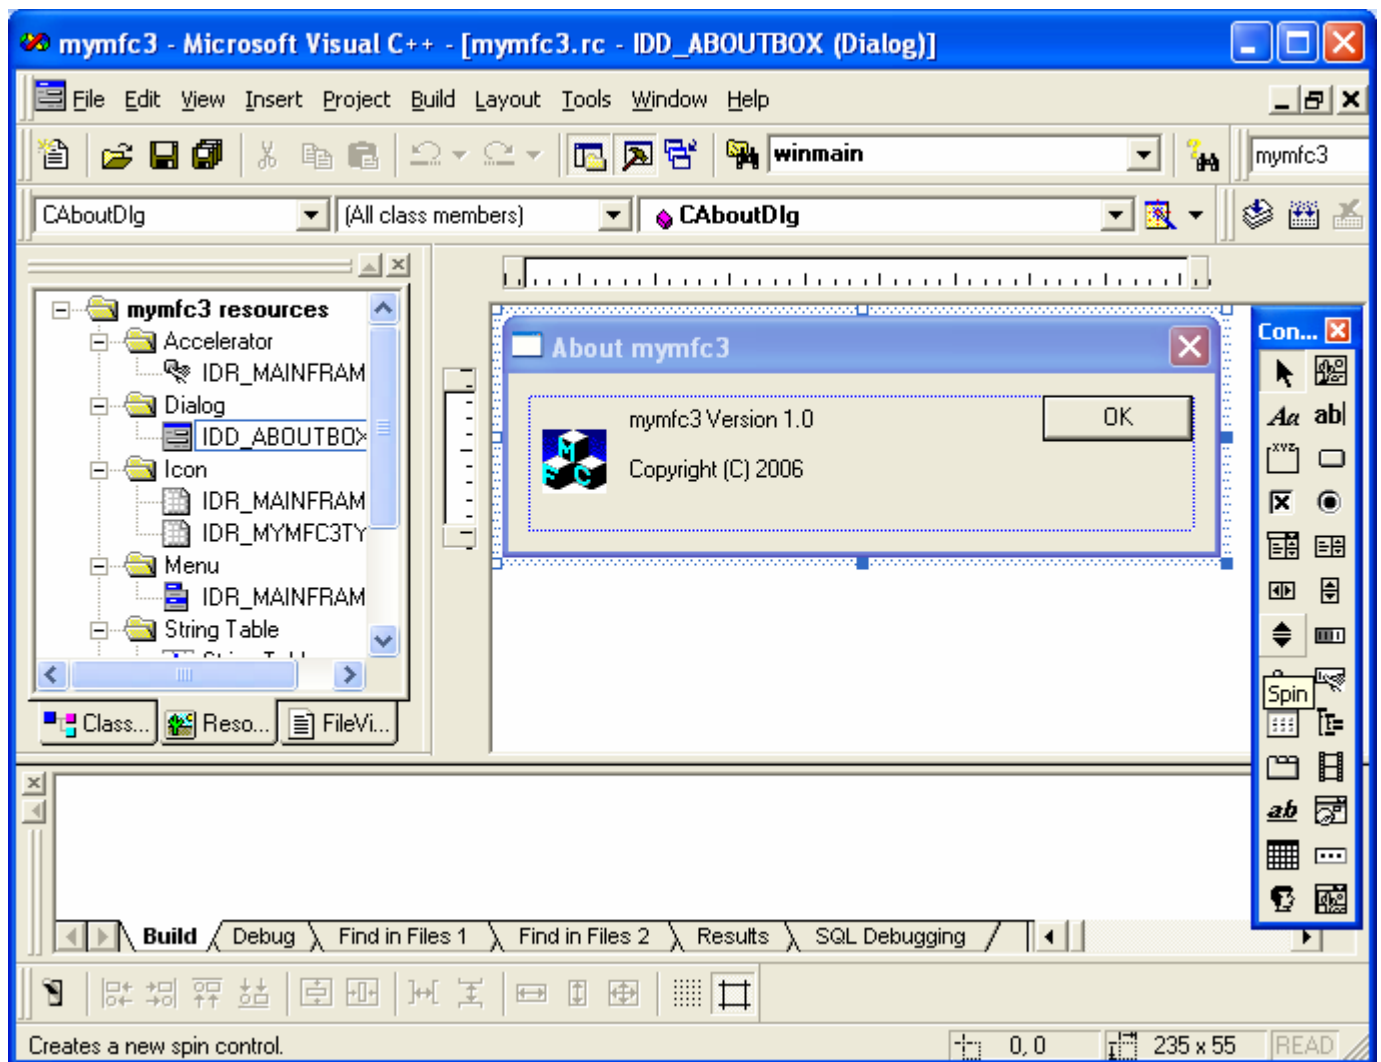 mymfc3 - Microsoft Visual C++ - [mymfc3.rc - IDD_ABOUTBOX (Dialog)]
File Edit View Insert Project Build Layout Tools Window Help
winmain mymfc3
CAboutDlg (All class members) CAboutDlg
mymfc3 resources
Accelerator
IDR_MAINFRAM
Dialog
IDD_ABOUTBOX
Icon
IDR_MAINFRAM
IDR_MYMFC3TY
Menu
IDR_MAINFRAM
String Table
Class... Reso... FileVi...
About mymfc3
mymfc3 Version 1.0 OK
Copyright (C) 2006
MFC
Con...
Aa ab|
XYZ
Spin
ab
Build Debug Find in Files 1 Find in Files 2 Results SQL Debugging
Creates a new spin control. 0, 0 235 x 55 READ